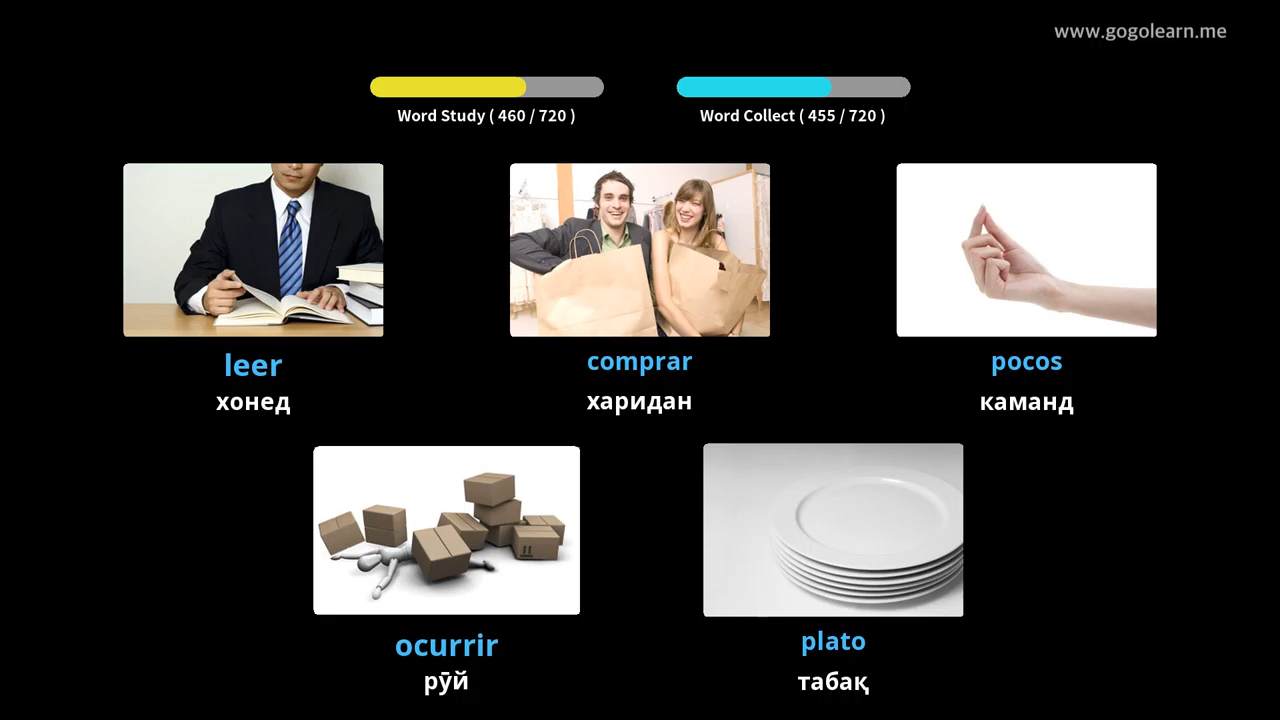 www.gogolearn.me
Word Study ( 460 / 720 )
Word Collect ( 455 / 720 )
leer
хонед
comprar
харидан
pocos
каманд
ocurrir
рӯй
plato
табақ